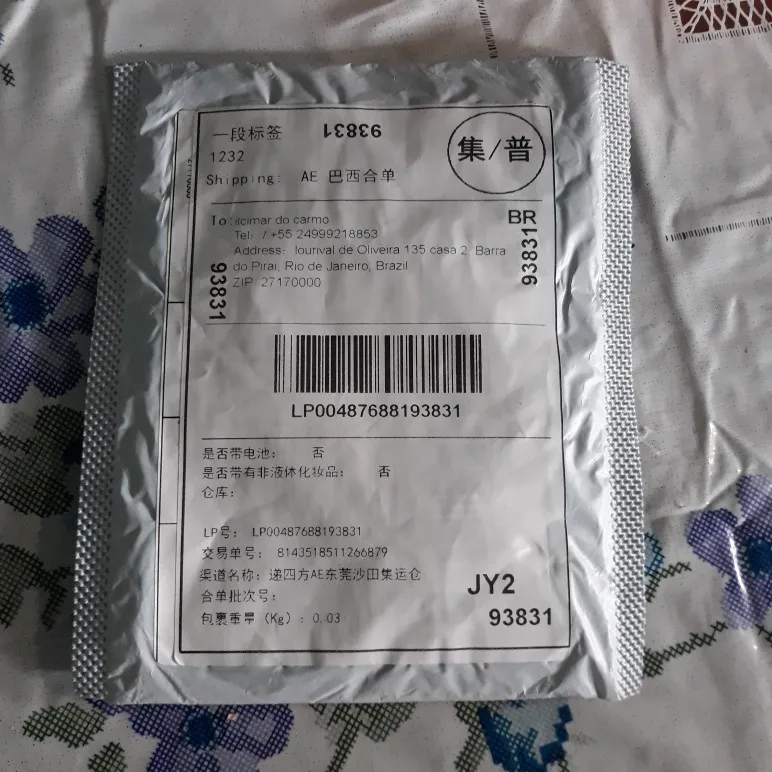 一段标签 93831
集/普
1232
Shipping: AE 巴西合单
To: ilcimar do carmo
BR
Tel: / +55 24999218853
Address: lourival de Oliveira 135 casa 2, Barra
do Pirai, Rio de Janeiro, Brazil
ZIP: 27170000
93831
93831
LP00487688193831
是否带电池: 否
是否带有非液体化妆品: 否
仓库:
LP号: LP00487688193831
交易单号: 8143518511266879
渠道名称: 递四方AE东莞沙田集运仓
JY2
合单批次号:
包裹重量 (Kg) : 0.03
93831